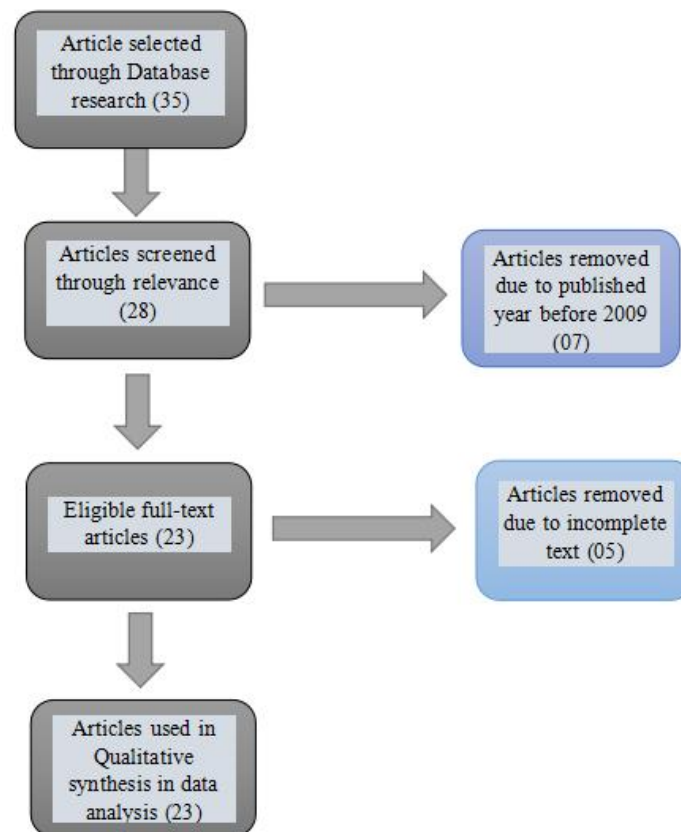 Article selected
through Database
research (35)
Articles screened
through relevance
(28)
Articles removed
due to published
year before 2009
(07)
Eligible full-text
articles (23)
Articles removed
due to incomplete
text (05)
Articles used in
Qualitative
synthesis in data
analysis (23)